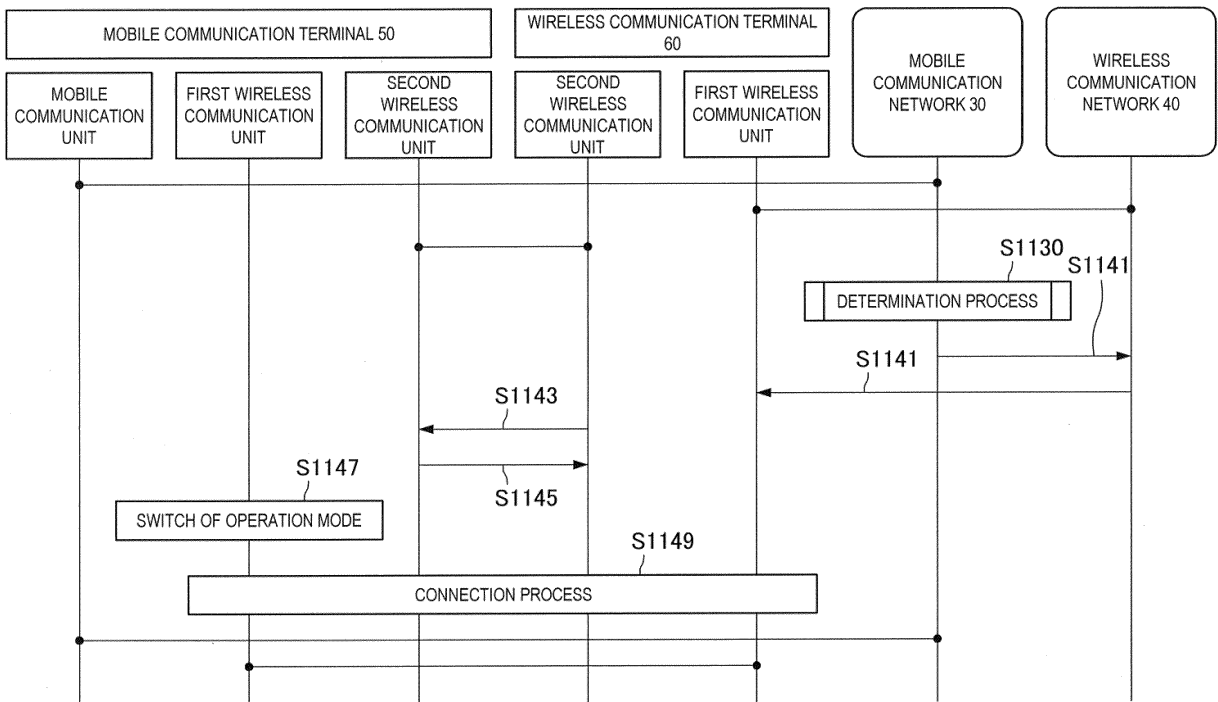 MOBILE COMMUNICATION TERMINAL 50
WIRELESS COMMUNICATION TERMINAL
60
MOBILE
COMMUNICATION
NETWORK 30
WIRELESS
COMMUNICATION
NETWORK 40
MOBILE
COMMUNICATION
UNIT
FIRST WIRELESS
COMMUNICATION
UNIT
SECOND
WIRELESS
COMMUNICATION
UNIT
SECOND
WIRELESS
COMMUNICATION
UNIT
FIRST WIRELESS
COMMUNICATION
UNIT
S1130
S1141
DETERMINATION PROCESS
S1141
S1143
S1145
S1147
SWITCH OF OPERATION MODE
S1149
CONNECTION PROCESS